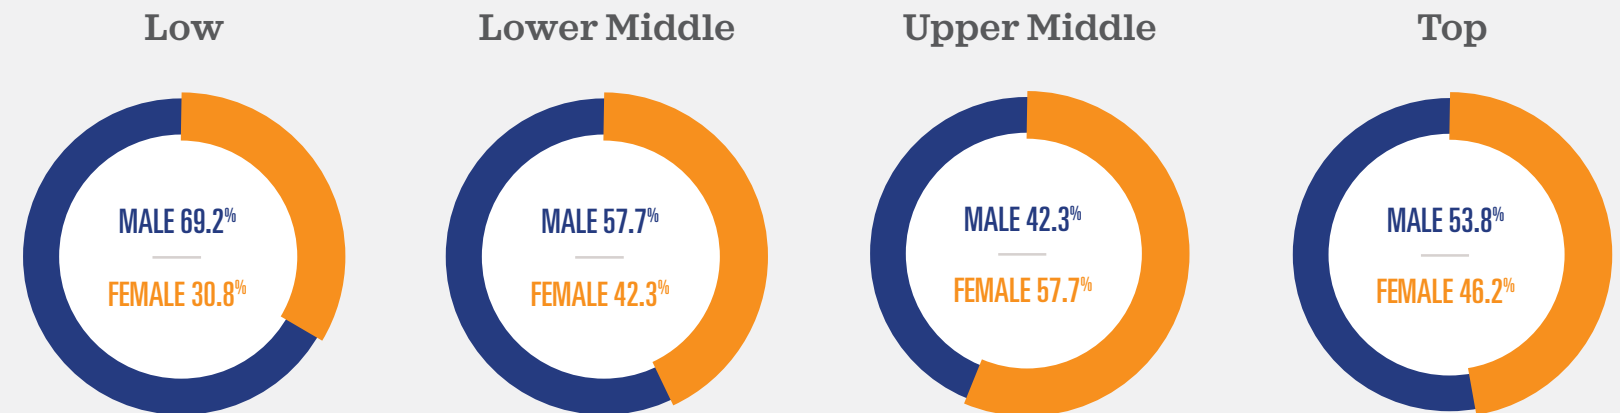 Low
MALE 69.2%
FEMALE 30.8%
Lower Middle
MALE 57.7%
FEMALE 42.3%
Upper Middle
MALE 42.3%
FEMALE 57.7%
Top
MALE 53.8%
FEMALE 46.2%